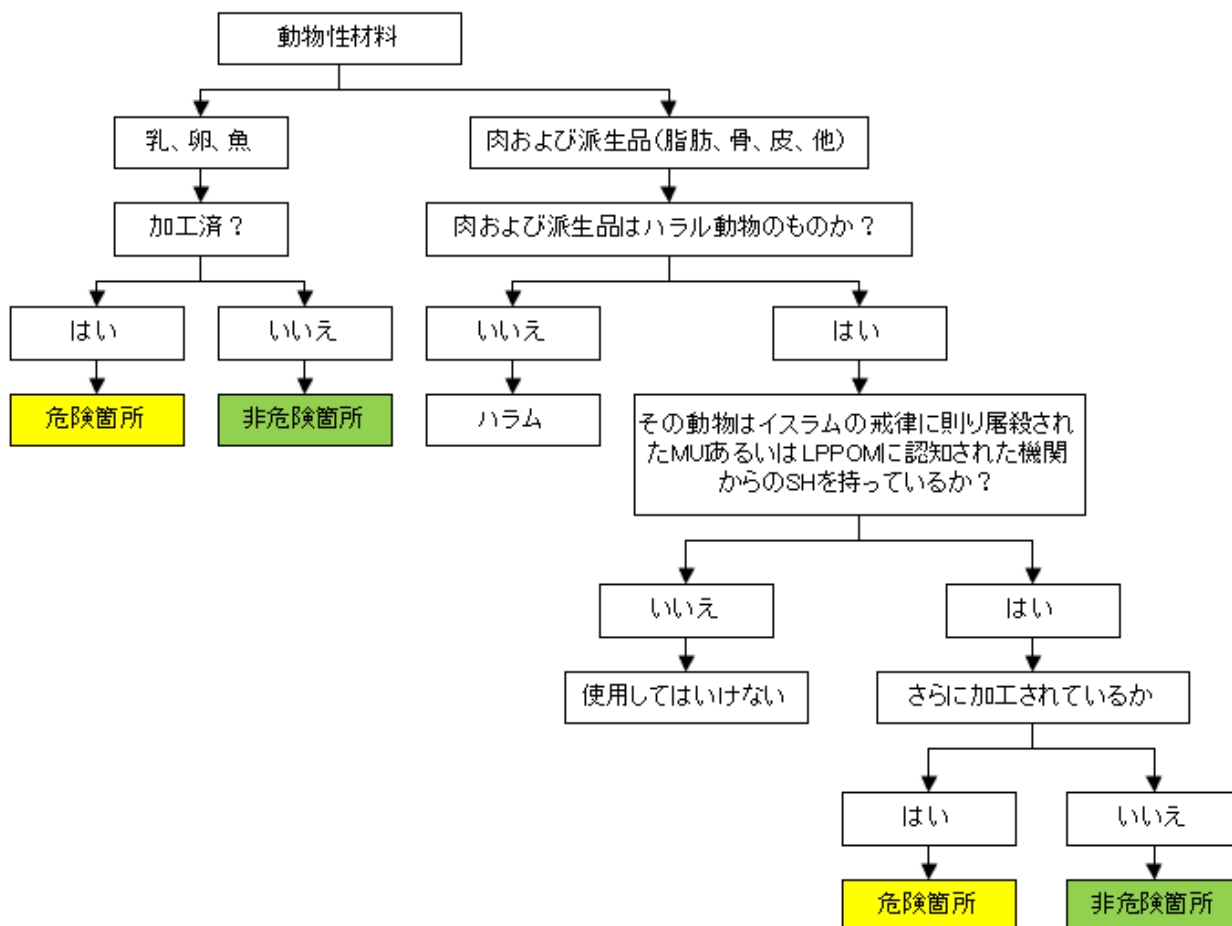 動物性材料
乳、卵、魚
肉および派生品(脂肪、骨、皮、他)
加工済？
肉および派生品はハラル動物のものか？
はい
いいえ
いいえ
はい
危険箇所
非危険箇所
ハラム
その動物はイスラムの戒律に則り屠殺され
たMUIあるいはLPPOMに認知された機関
からのSHを持っているか？
いいえ
はい
使用してはいけない
さらに加工されているか
はい
いいえ
危険箇所
非危険箇所